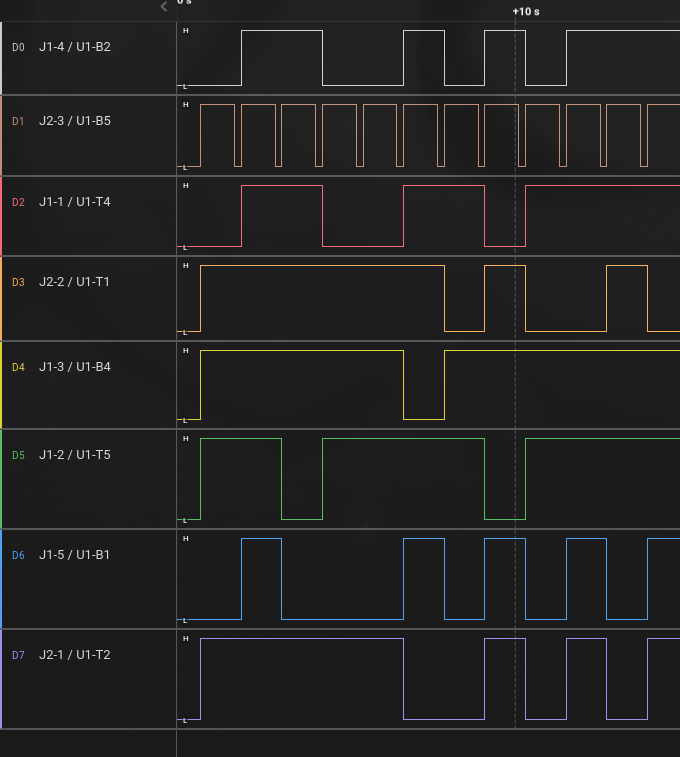 0 s
+10 s
D0 J1-4 / U1-B2
H
L
D1 J2-3 / U1-B5
H
L
D2 J1-1 / U1-T4
H
L
D3 J2-2 / U1-T1
H
L
D4 J1-3 / U1-B4
H
L
D5 J1-2 / U1-T5
H
L
D6 J1-5 / U1-B1
H
L
D7 J2-1 / U1-T2
H
L